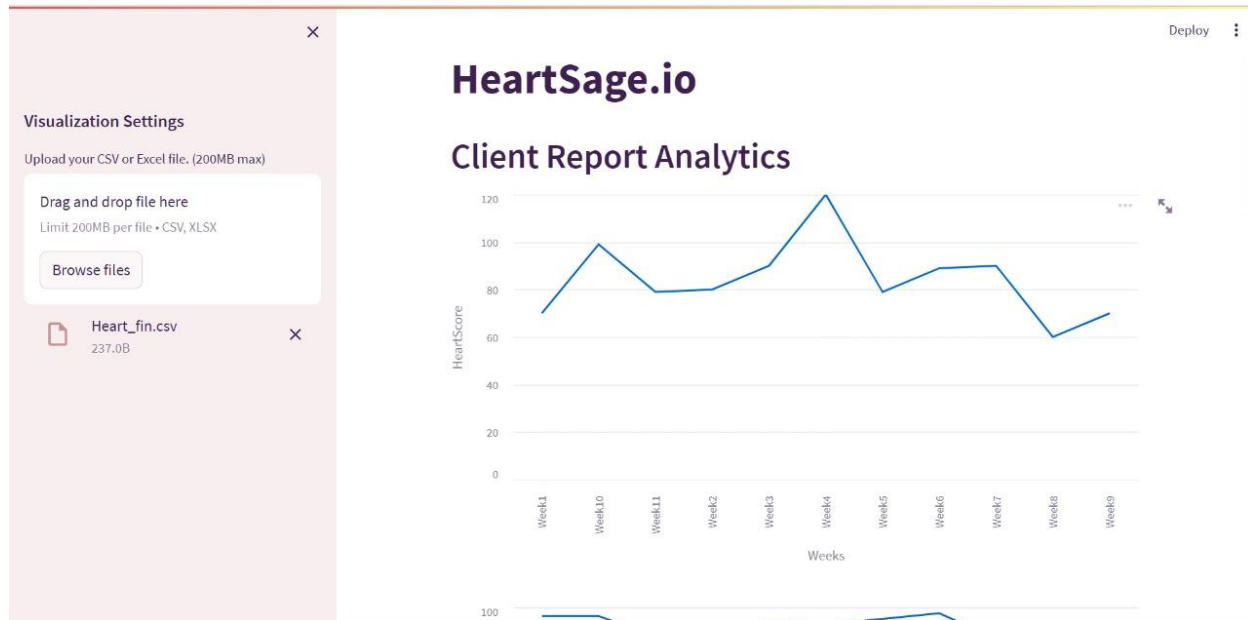 Deploy
Visualization Settings
Upload your CSV or Excel file. (200MB max)
Drag and drop file here
Limit 200MB per file • CSV, XLSX
Browse files
Heart_fin.csv
237.0B
HeartSage.io
Client Report Analytics
120
100
80
60
40
20
0
HeartScore
Week1
Week10
Week11
Week2
Week3
Week4
Week5
Week6
Week7
Week8
Week9
Weeks
100